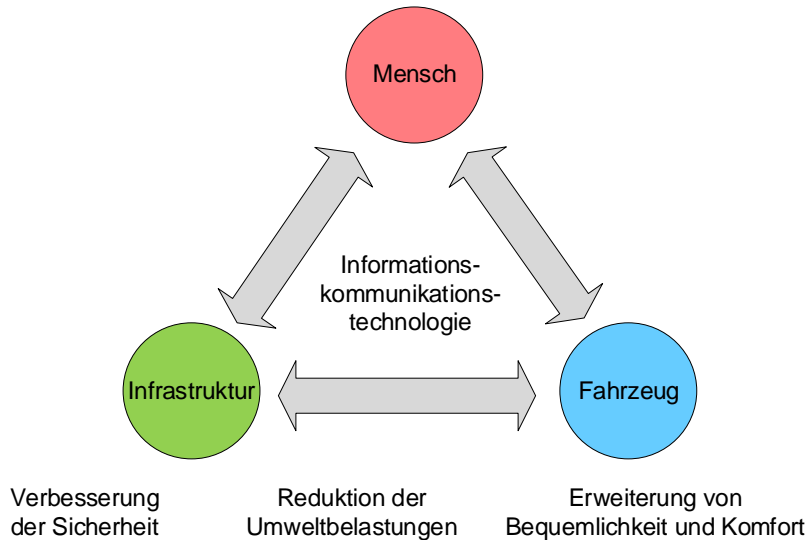 Mensch
Informations-
kommunikations-
technologie
Infrastruktur
Fahrzeug
Verbesserung
der Sicherheit
Reduktion der
Umweltbelastungen
Erweiterung von
Bequemlichkeit und Komfort